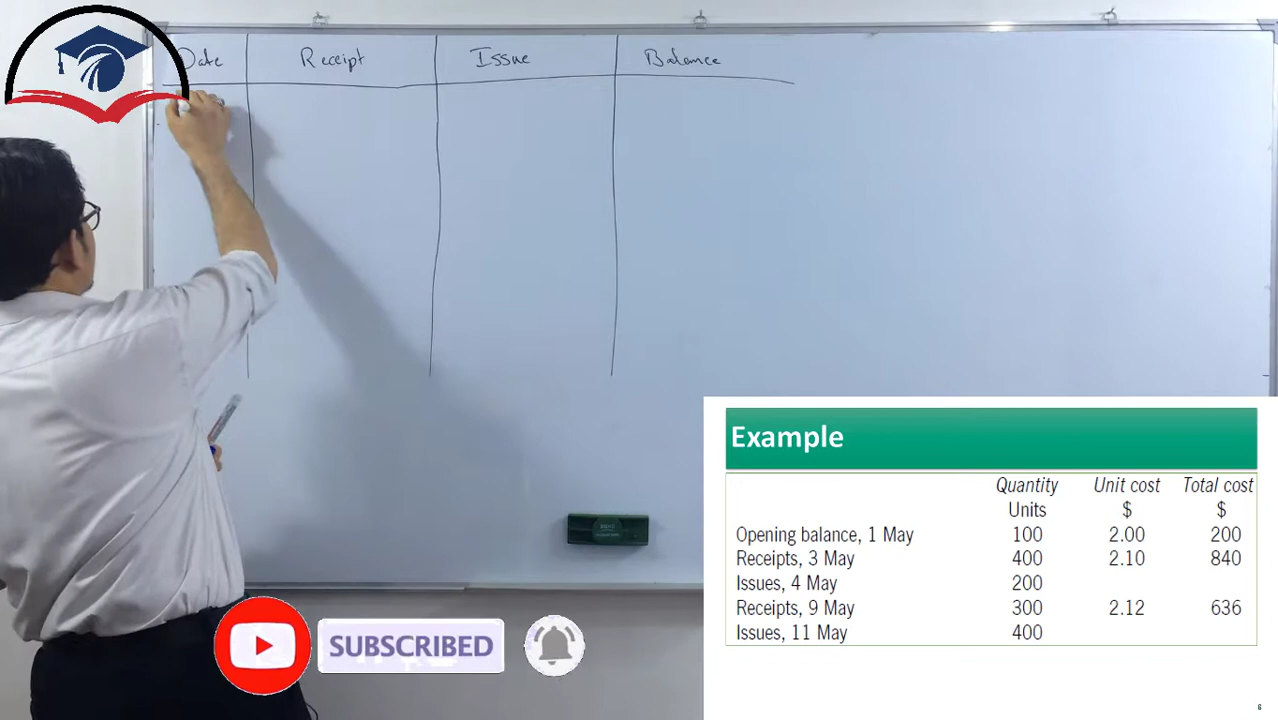 Date Receipt Issue Balance
Example
Quantity Unit cost Total cost
Units $ $
Opening balance, 1 May 100 2.00 200
Receipts, 3 May 400 2.10 840
Issues, 4 May 200
Receipts, 9 May 300 2.12 636
Issues, 11 May 400
SUBSCRIBED
6